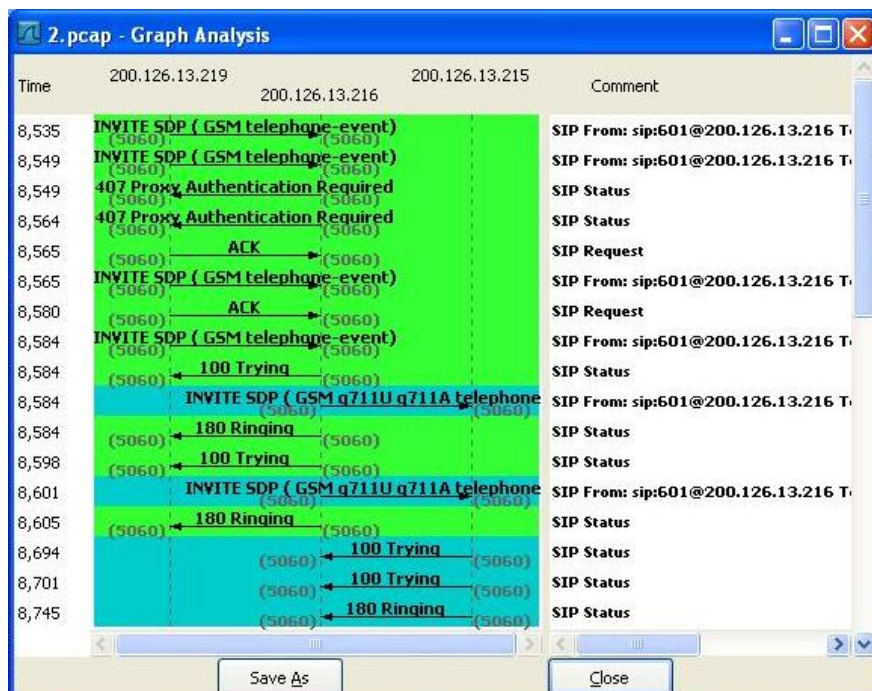 2.pcap - Graph Analysis
Time 200.126.13.219 200.126.13.216 200.126.13.215 Comment
8,535 INVITE SDP ( GSM telephone-event) SIP From: sip:601@200.126.13.216 T
(5060) (5060)
8,549 INVITE SDP ( GSM telephone-event) SIP From: sip:601@200.126.13.216 T
(5060) (5060)
8,549 407 Proxy Authentication Required SIP Status
(5060) (5060)
8,564 407 Proxy Authentication Required SIP Status
(5060) (5060)
8,565 ACK SIP Request
(5060) (5060)
8,565 INVITE SDP ( GSM telephone-event) SIP From: sip:601@200.126.13.216 T
(5060) (5060)
8,580 ACK SIP Request
(5060) (5060)
8,584 INVITE SDP ( GSM telephone-event) SIP From: sip:601@200.126.13.216 T
(5060) (5060)
8,584 100 Trying SIP Status
(5060) (5060)
8,584 INVITE SDP ( GSM g711U g711A telephone SIP From: sip:601@200.126.13.216 T
(5060) (5060)
8,584 180 Ringing SIP Status
(5060) (5060)
8,598 100 Trying SIP Status
(5060) (5060)
8,601 INVITE SDP ( GSM g711U g711A telephone SIP From: sip:601@200.126.13.216 T
(5060) (5060)
8,605 180 Ringing SIP Status
(5060) (5060)
8,694 100 Trying SIP Status
(5060) (5060)
8,701 100 Trying SIP Status
(5060) (5060)
8,745 180 Ringing SIP Status
(5060) (5060)
Save As Close